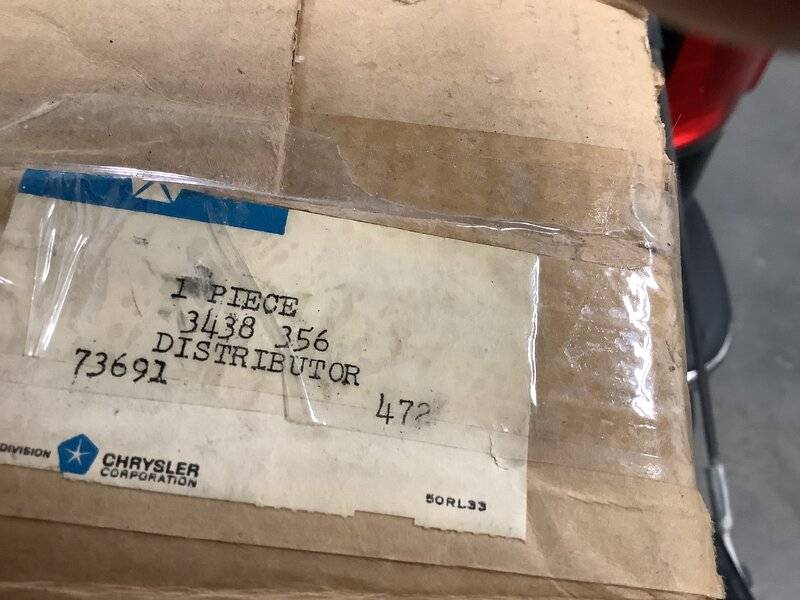 1 PIECE
3438 356
DISTRIBUTOR
73691
472
DIVISION
CHRYSLER
CORPORATION
50RL33